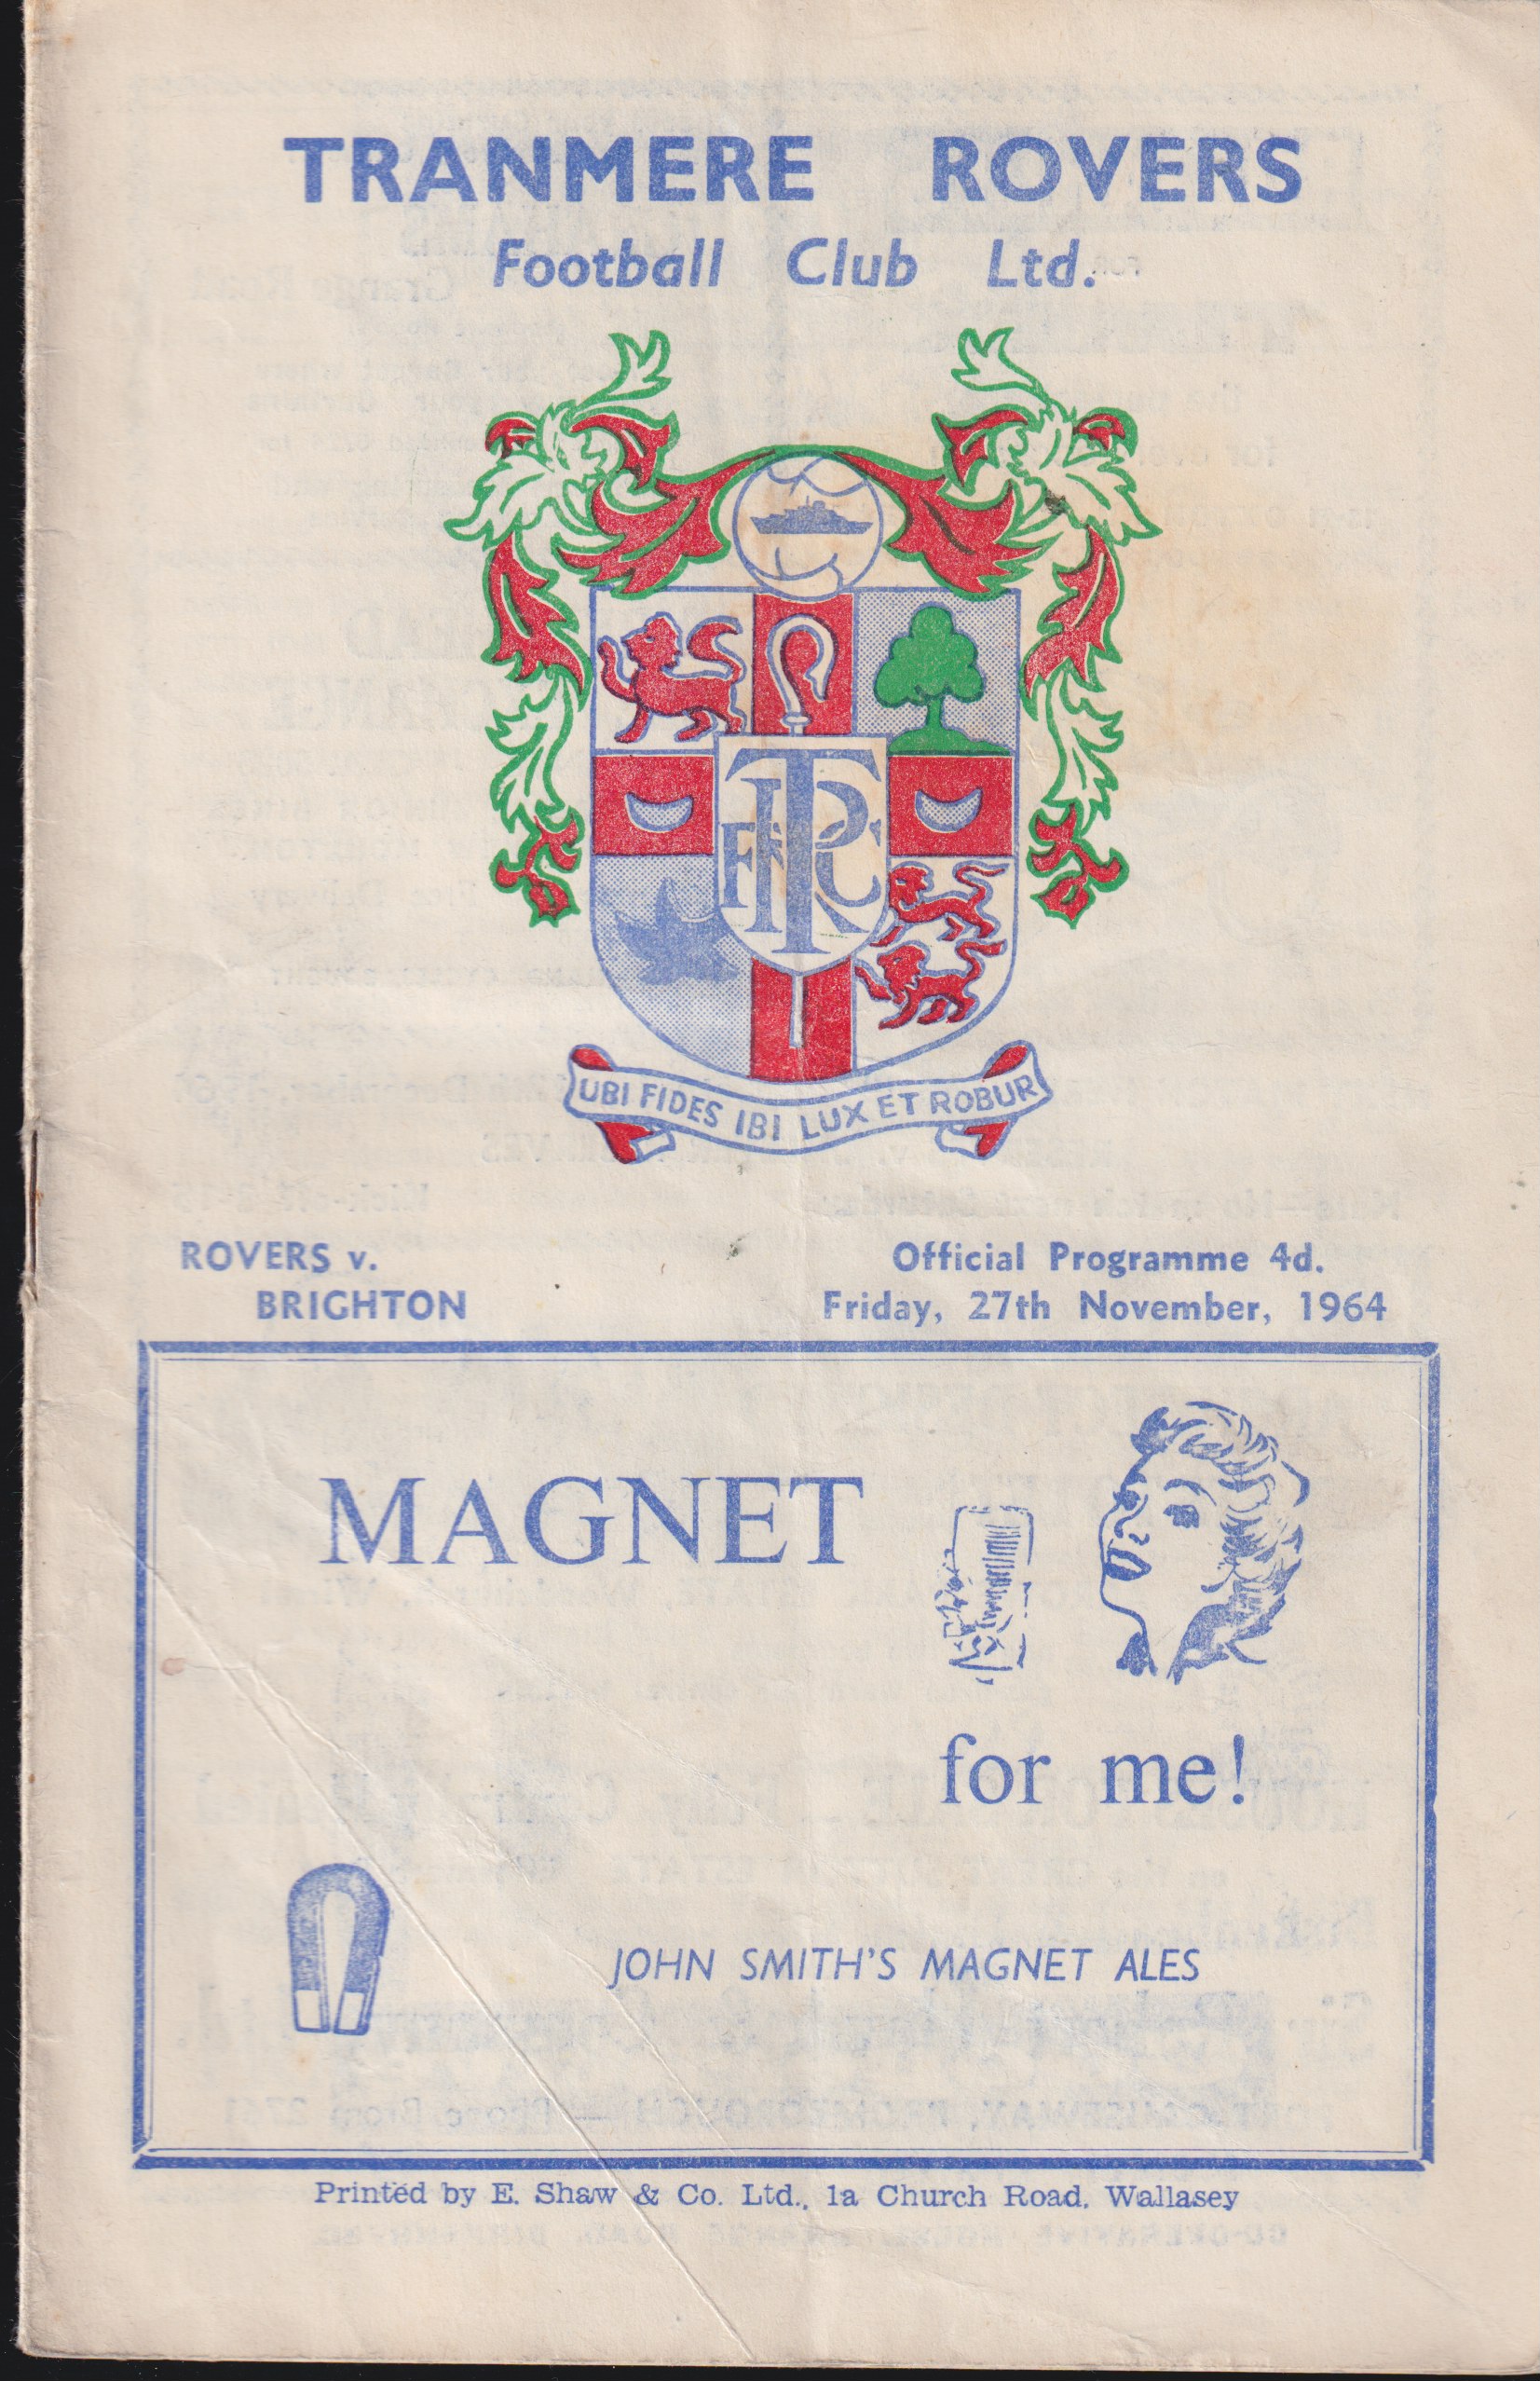 TRANMERE ROVERS
Football Club Ltd.
TRFC
UBI FIDES IBI LUX ET ROBUR
ROVERS v.
BRIGHTON
Official Programme 4d.
Friday, 27th November, 1964
MAGNET
for me!
JOHN SMITH'S MAGNET ALES
Printed by E. Shaw & Co. Ltd., 1a Church Road, Wallasey